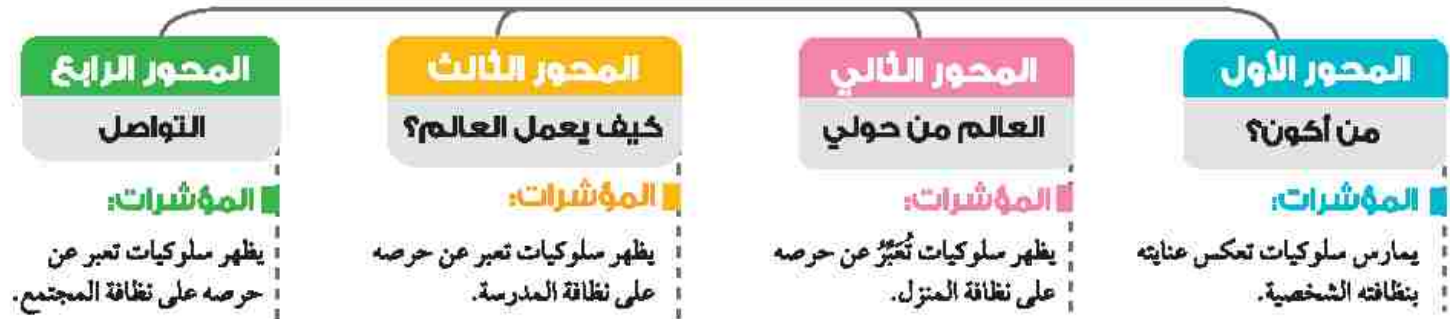 المحور الأول
من أكون؟
المؤشرات:
يمارس سلوكيات تعكس عنايته
بنظافته الشخصية.
المحور الثاني
العالم من حولي
المؤشرات:
يظهر سلوكيات تُعَبِّرُ عن حرصه
على نظافة المنزل.
المحور الثالث
كيف يعمل العالم؟
المؤشرات:
يظهر سلوكيات تعبر عن حرصه
على نظافة المدرسة.
المحور الرابع
التواصل
المؤشرات:
يظهر سلوكيات تعبر عن
حرصه على نظافة المجتمع.